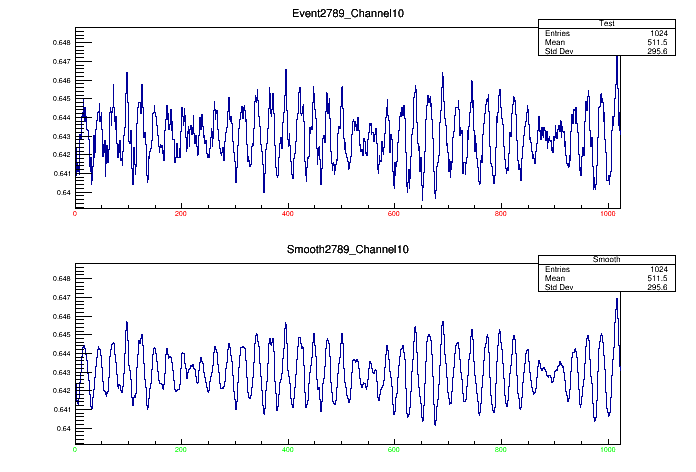 Event2789_Channel10
Test
Entries 1024
Mean 511.5
Std Dev 295.6
0.648
0.647
0.646
0.645
0.644
0.643
0.642
0.641
0.64
0 200 400 600 800 1000
Smooth2789_Channel10
Smooth
Entries 1024
Mean 511.5
Std Dev 295.6
0.648
0.647
0.646
0.645
0.644
0.643
0.642
0.641
0.64
0 200 400 600 800 1000